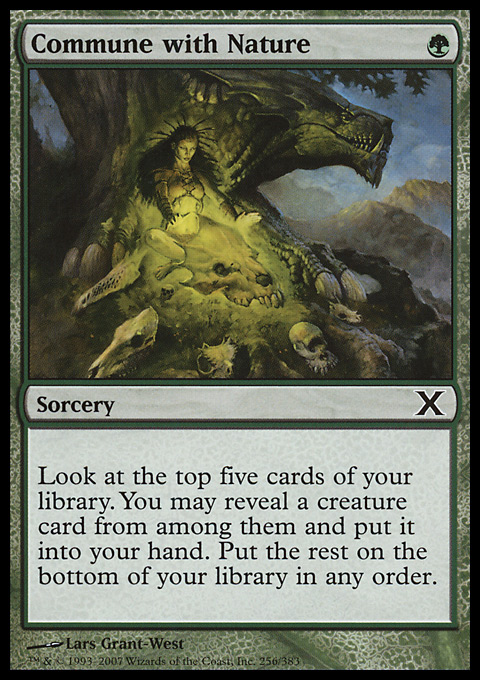 Commune with Nature
Sorcery
X
Look at the top five cards of your
library. You may reveal a creature
card from among them and put it
into your hand. Put the rest on the
bottom of your library in any order.
Lars Grant-West
™ & © 1993-2007 Wizards of the Coast, Inc. 256/383